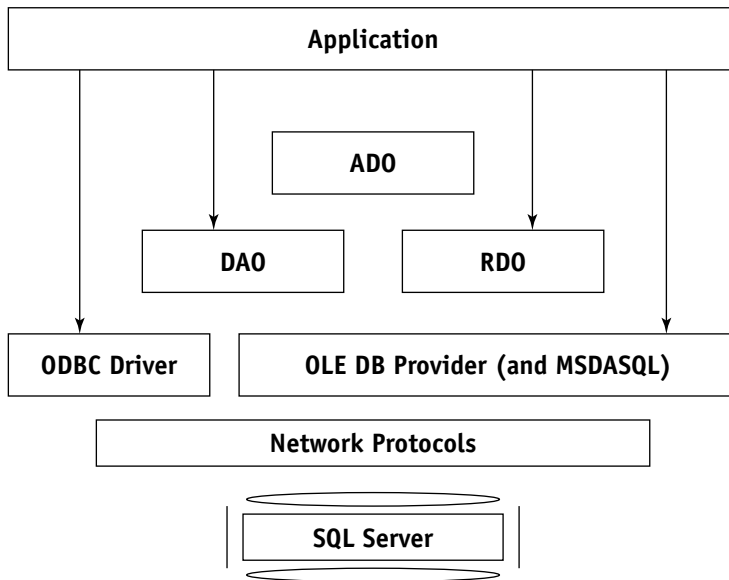 Application
ADO
DAO
RDO
ODBC Driver
OLE DB Provider (and MSDASQL)
Network Protocols
SQL Server